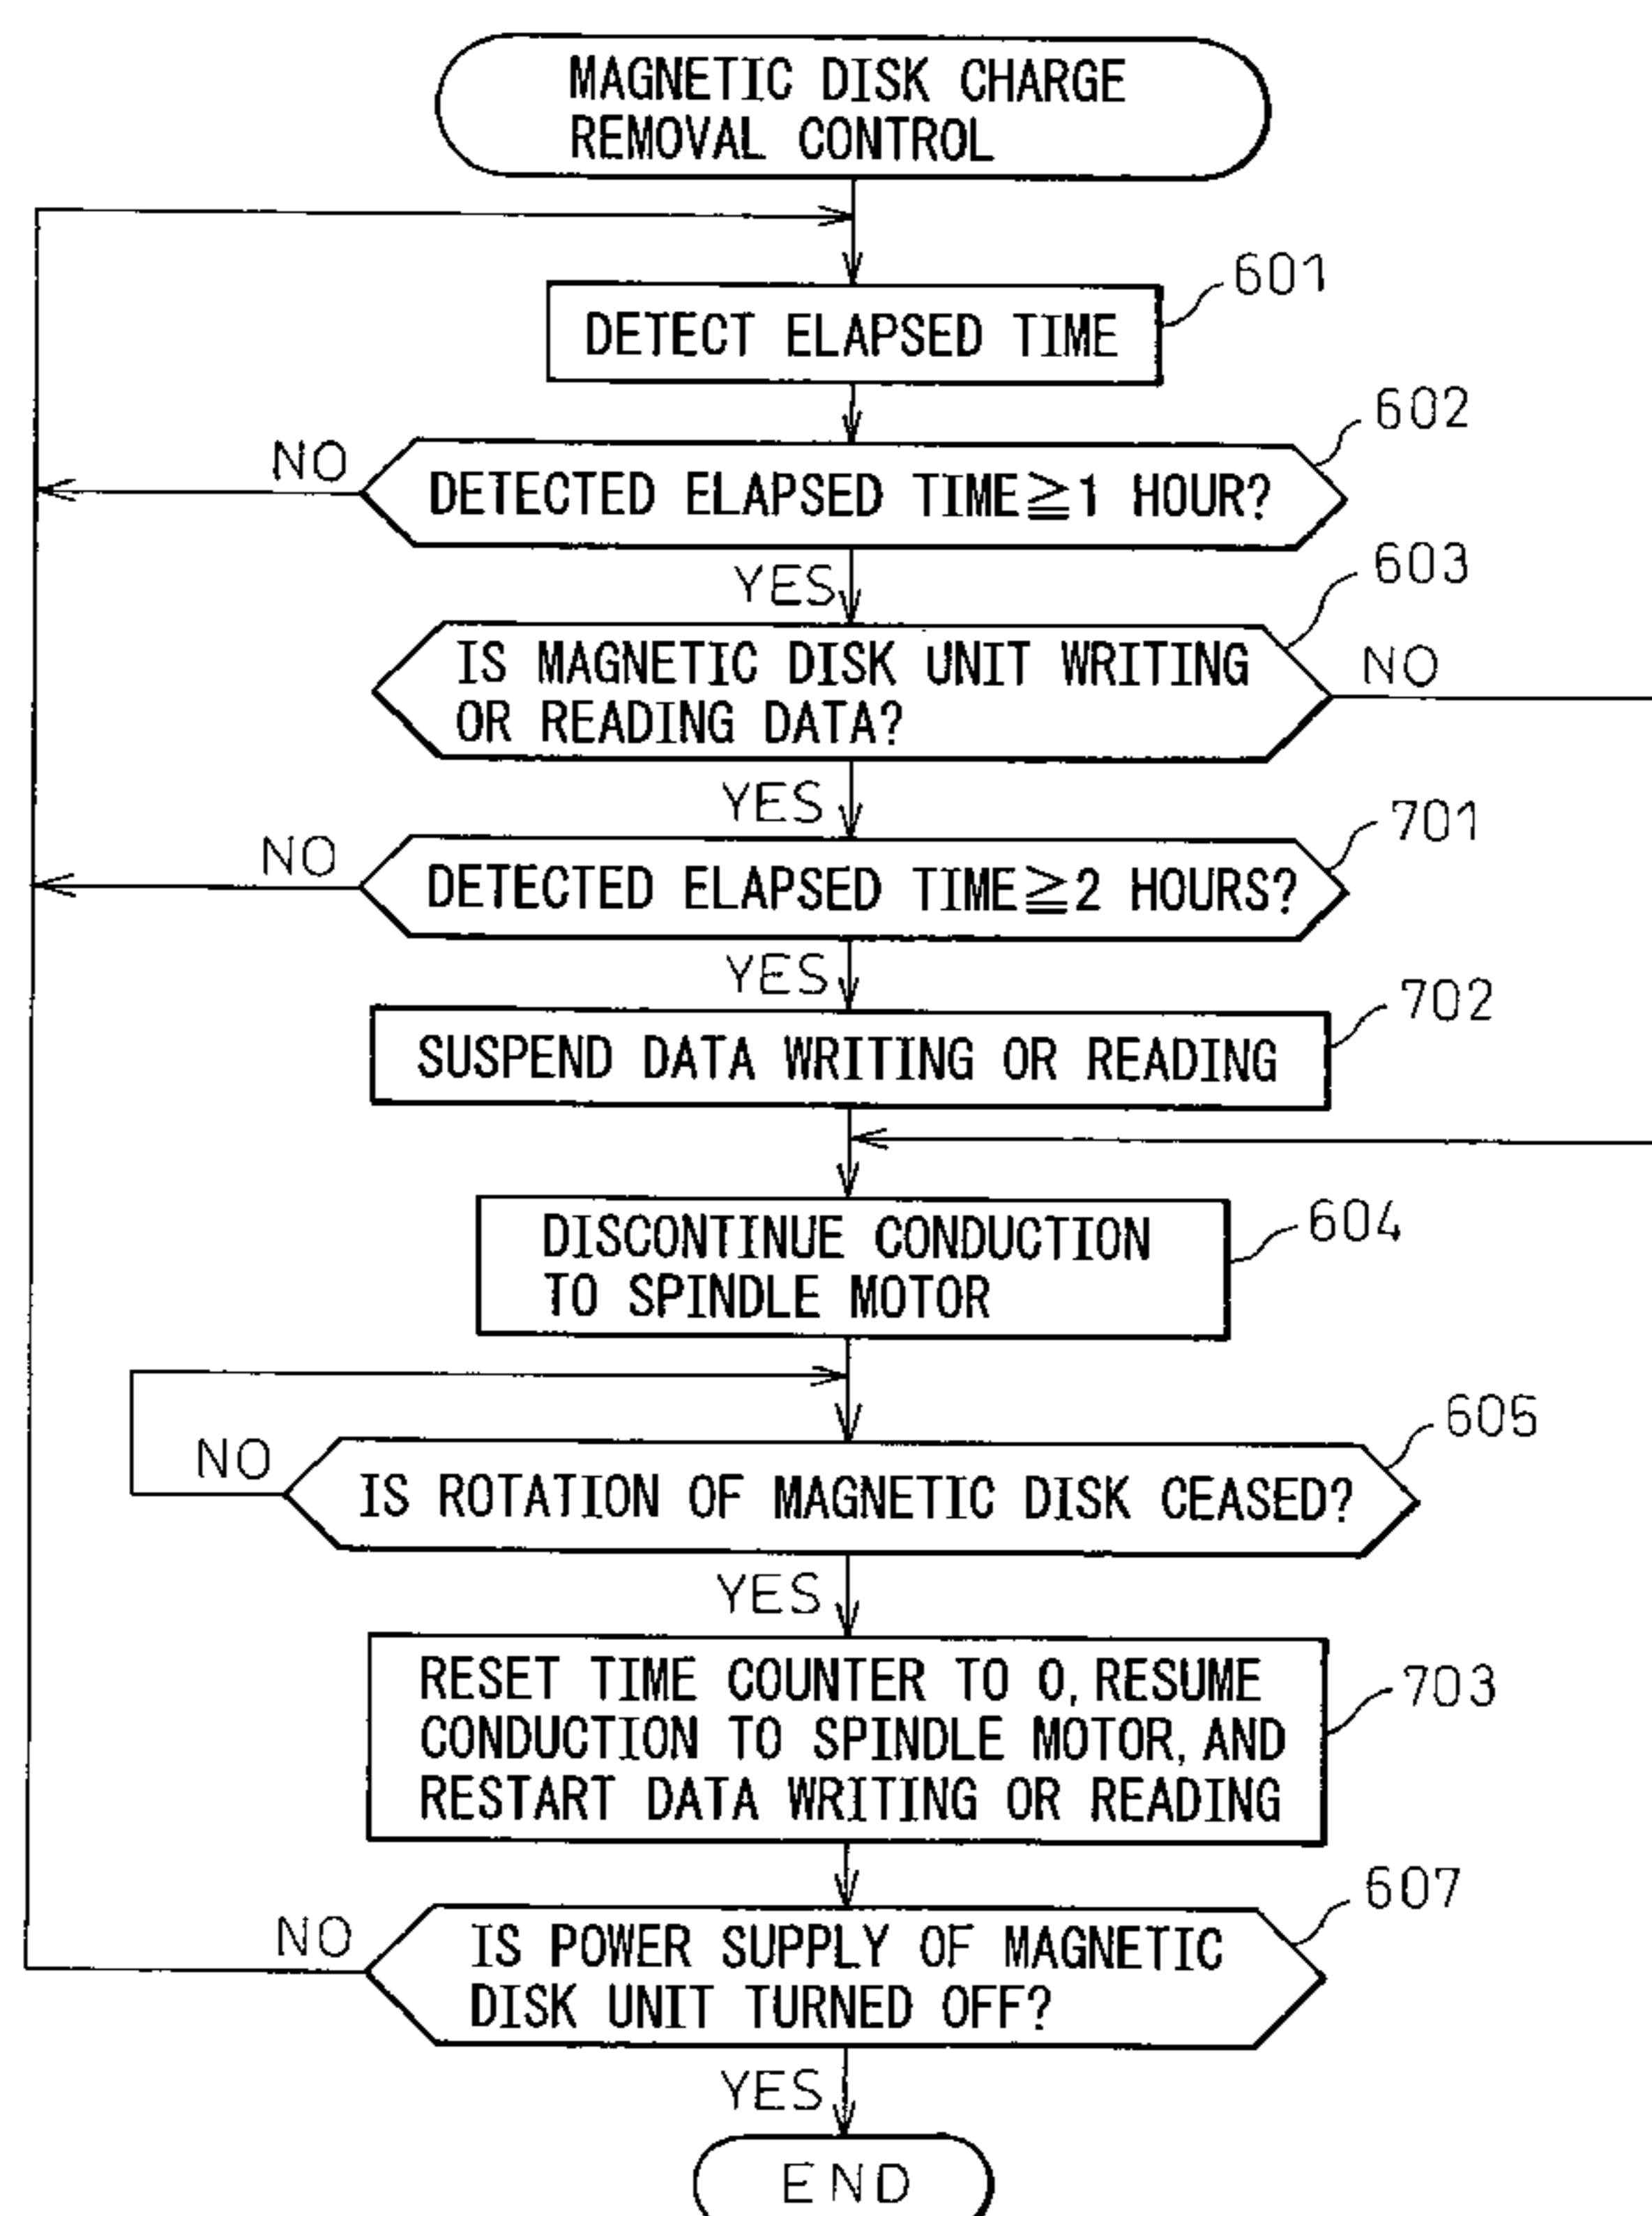 MAGNETIC DISK CHARGE
REMOVAL CONTROL
601
DETECT ELAPSED TIME
602
NO
DETECTED ELAPSED TIME≧1 HOUR?
YES
603
IS MAGNETIC DISK UNIT WRITING
OR READING DATA?
NO
YES
701
NO
DETECTED ELAPSED TIME≧2 HOURS?
YES
702
SUSPEND DATA WRITING OR READING
604
DISCONTINUE CONDUCTION
TO SPINDLE MOTOR
605
NO
IS ROTATION OF MAGNETIC DISK CEASED?
YES
703
RESET TIME COUNTER TO 0, RESUME
CONDUCTION TO SPINDLE MOTOR, AND
RESTART DATA WRITING OR READING
607
NO
IS POWER SUPPLY OF MAGNETIC
DISK UNIT TURNED OFF?
YES
END